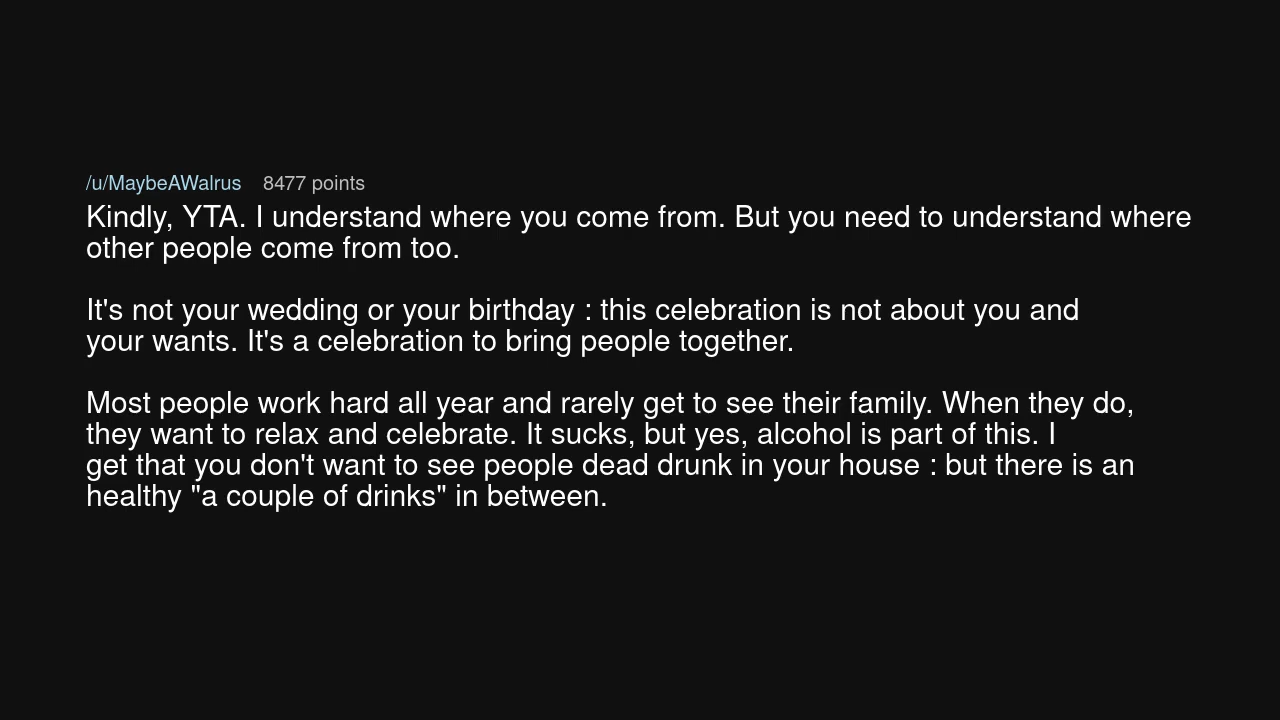 /u/MaybeAWalrus 8477 points
Kindly, YTA. I understand where you come from. But you need to understand where
other people come from too.
It's not your wedding or your birthday : this celebration is not about you and
your wants. It's a celebration to bring people together.
Most people work hard all year and rarely get to see their family. When they do,
they want to relax and celebrate. It sucks, but yes, alcohol is part of this. I
get that you don't want to see people dead drunk in your house : but there is an
healthy "a couple of drinks" in between.